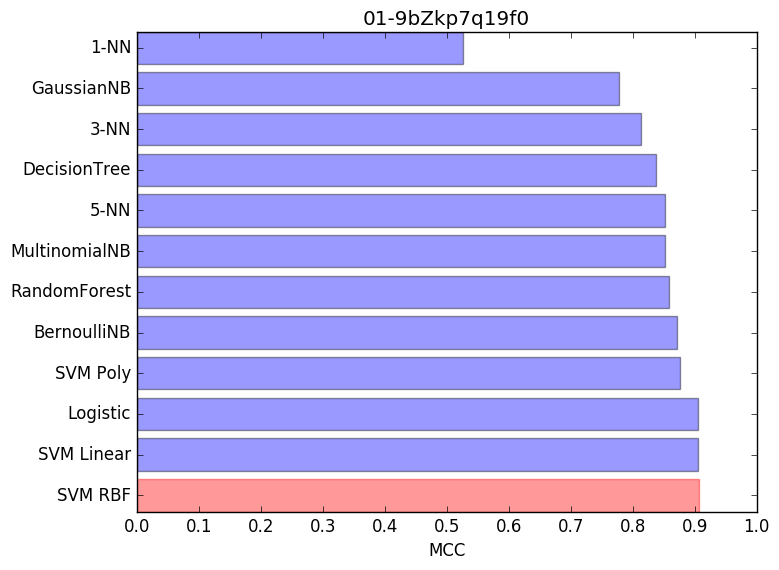 01-9bZkp7q19f0
1-NN
GaussianNB
3-NN
DecisionTree
5-NN
MultinomialNB
RandomForest
BernoulliNB
SVM Poly
Logistic
SVM Linear
SVM RBF
0.0 0.1 0.2 0.3 0.4 0.5 0.6 0.7 0.8 0.9 1.0
MCC